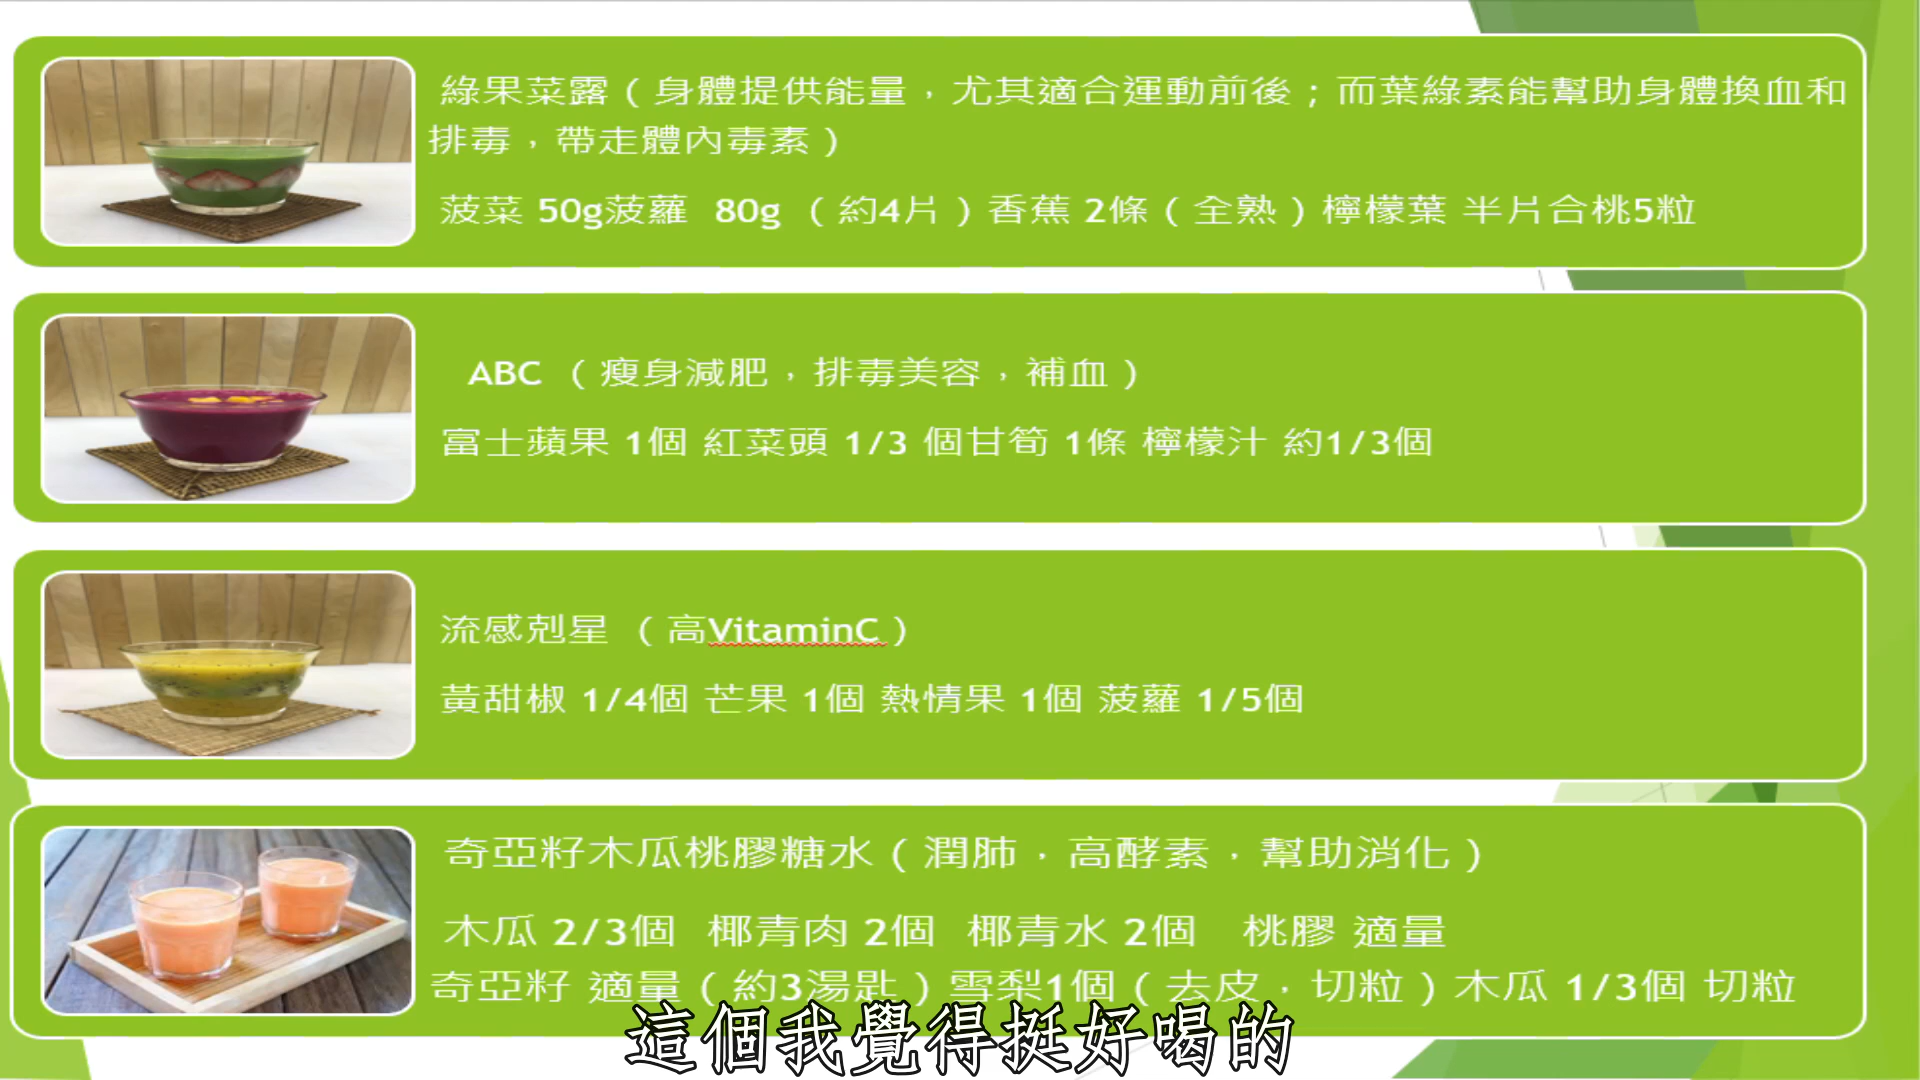 綠果菜露（身體提供能量，尤其適合運動前後；而葉綠素能幫助身體換血和
排毒，帶走體內毒素）
菠菜 50g菠蘿 80g （約4片）香蕉 2條（全熟）檸檬葉 半片合桃5粒
ABC （瘦身減肥，排毒美容，補血）
富士蘋果 1個 紅菜頭 1/3 個甘筍 1條 檸檬汁 約1/3個
流感剋星 （高VitaminC）
黃甜椒 1/4個 芒果 1個 熱情果 1個 菠蘿 1/5個
奇亞籽木瓜桃膠糖水（潤肺，高酵素，幫助消化）
木瓜 2/3個 椰青肉 2個 椰青水 2個 桃膠 適量
奇亞籽 適量（約3湯匙）雪梨1個（去皮，切粒）木瓜 1/3個 切粒
這個我覺得挺好喝的